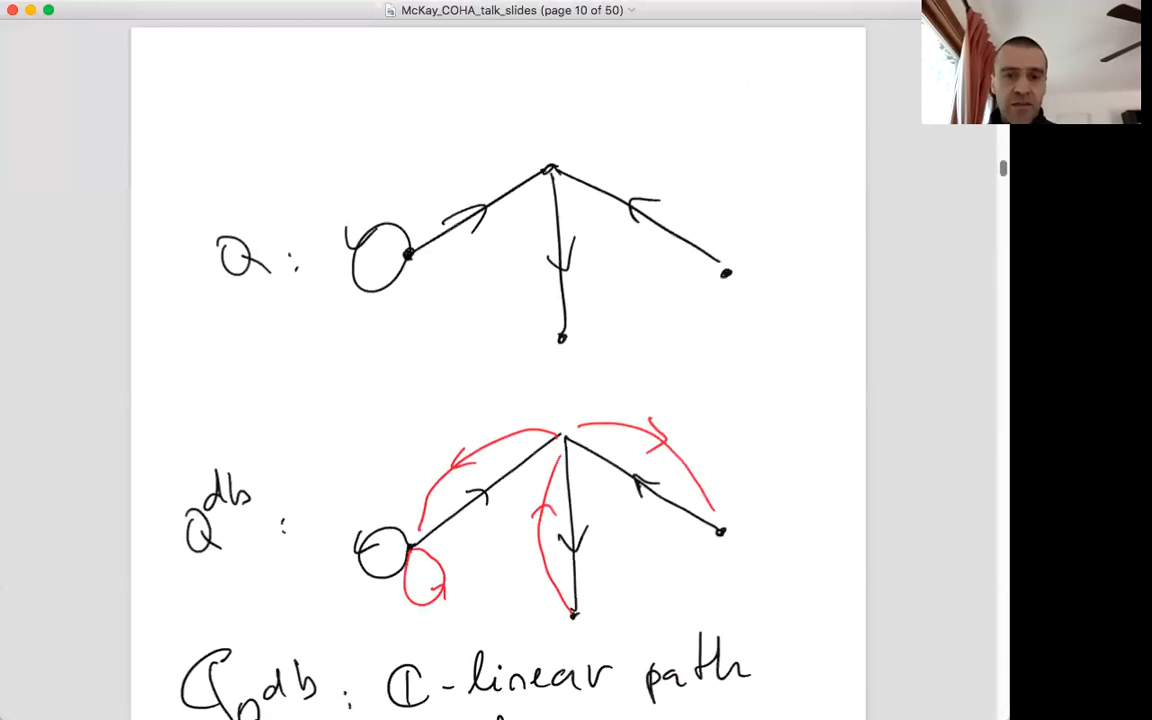 McKay_COHA_talk_slides (page 10 of 50)
Q :
Q^db :
ℂQ^db : ℂ-linear path